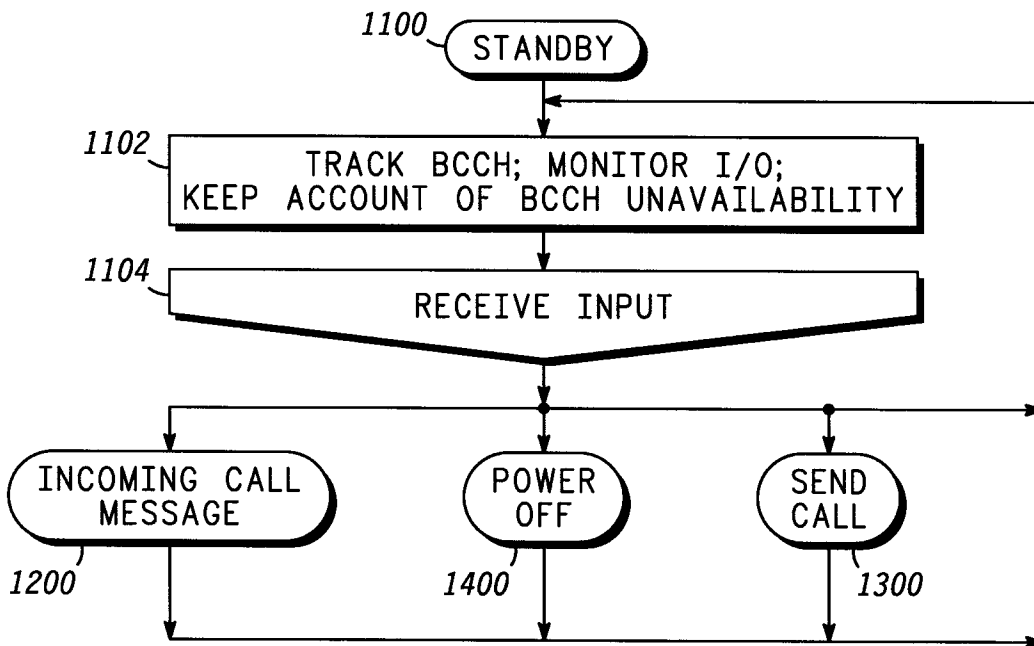 1100
STANDBY
1102
TRACK BCCH; MONITOR I/O;
KEEP ACCOUNT OF BCCH UNAVAILABILITY
1104
RECEIVE INPUT
INCOMING CALL
MESSAGE
1200
POWER
OFF
1400
SEND
CALL
1300